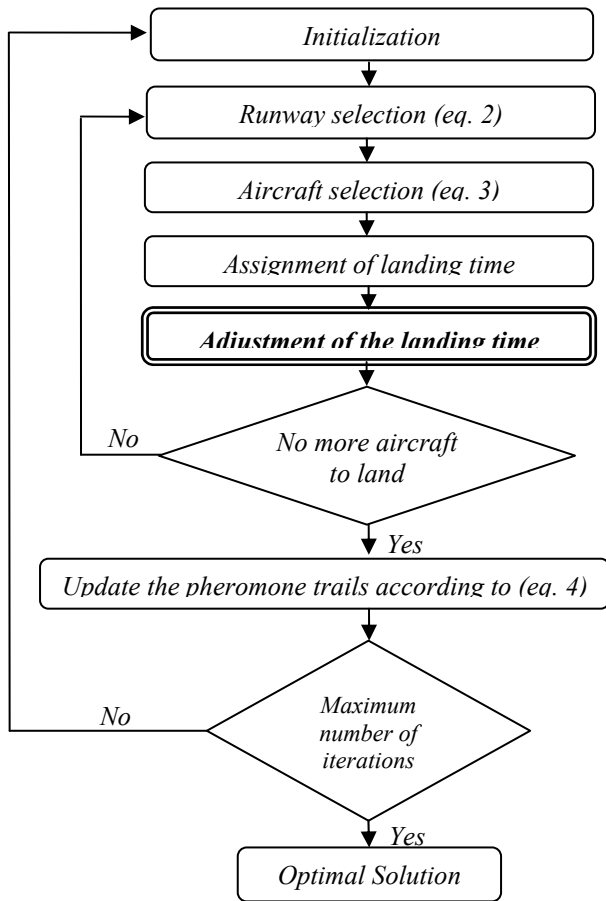 Initialization
Runway selection (eq. 2)
Aircraft selection (eq. 3)
Assignment of landing time
Adjustment of the landing time
No
No more aircraft
to land
Yes
Update the pheromone trails according to (eq. 4)
No
Maximum
number of
iterations
Yes
Optimal Solution